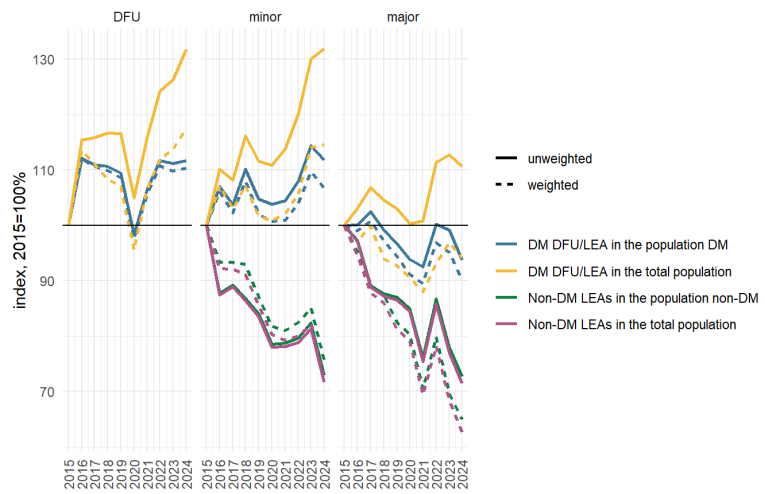 DFU minor major
index, 2015=100%
130
110
90
70
2015 2016 2017 2018 2019 2020 2021 2022 2023 2024
2015 2016 2017 2018 2019 2020 2021 2022 2023 2024
2015 2016 2017 2018 2019 2020 2021 2022 2023 2024
unweighted
weighted
DM DFU/LEA in the population DM
DM DFU/LEA in the total population
Non-DM LEAs in the population non-DM
Non-DM LEAs in the total population